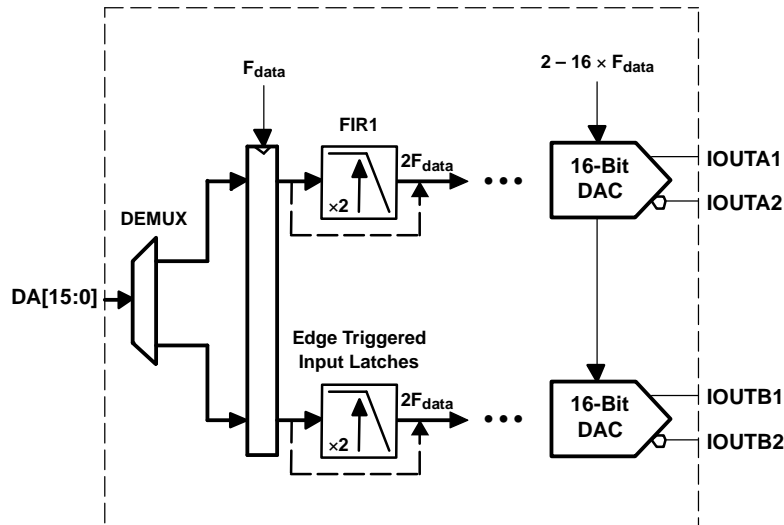 F_data
2 – 16 × F_data
FIR1
2F_data
×2
16-Bit
DAC
IOUTA1
IOUTA2
DEMUX
DA[15:0]
Edge Triggered
Input Latches
2F_data
×2
16-Bit
DAC
IOUTB1
IOUTB2